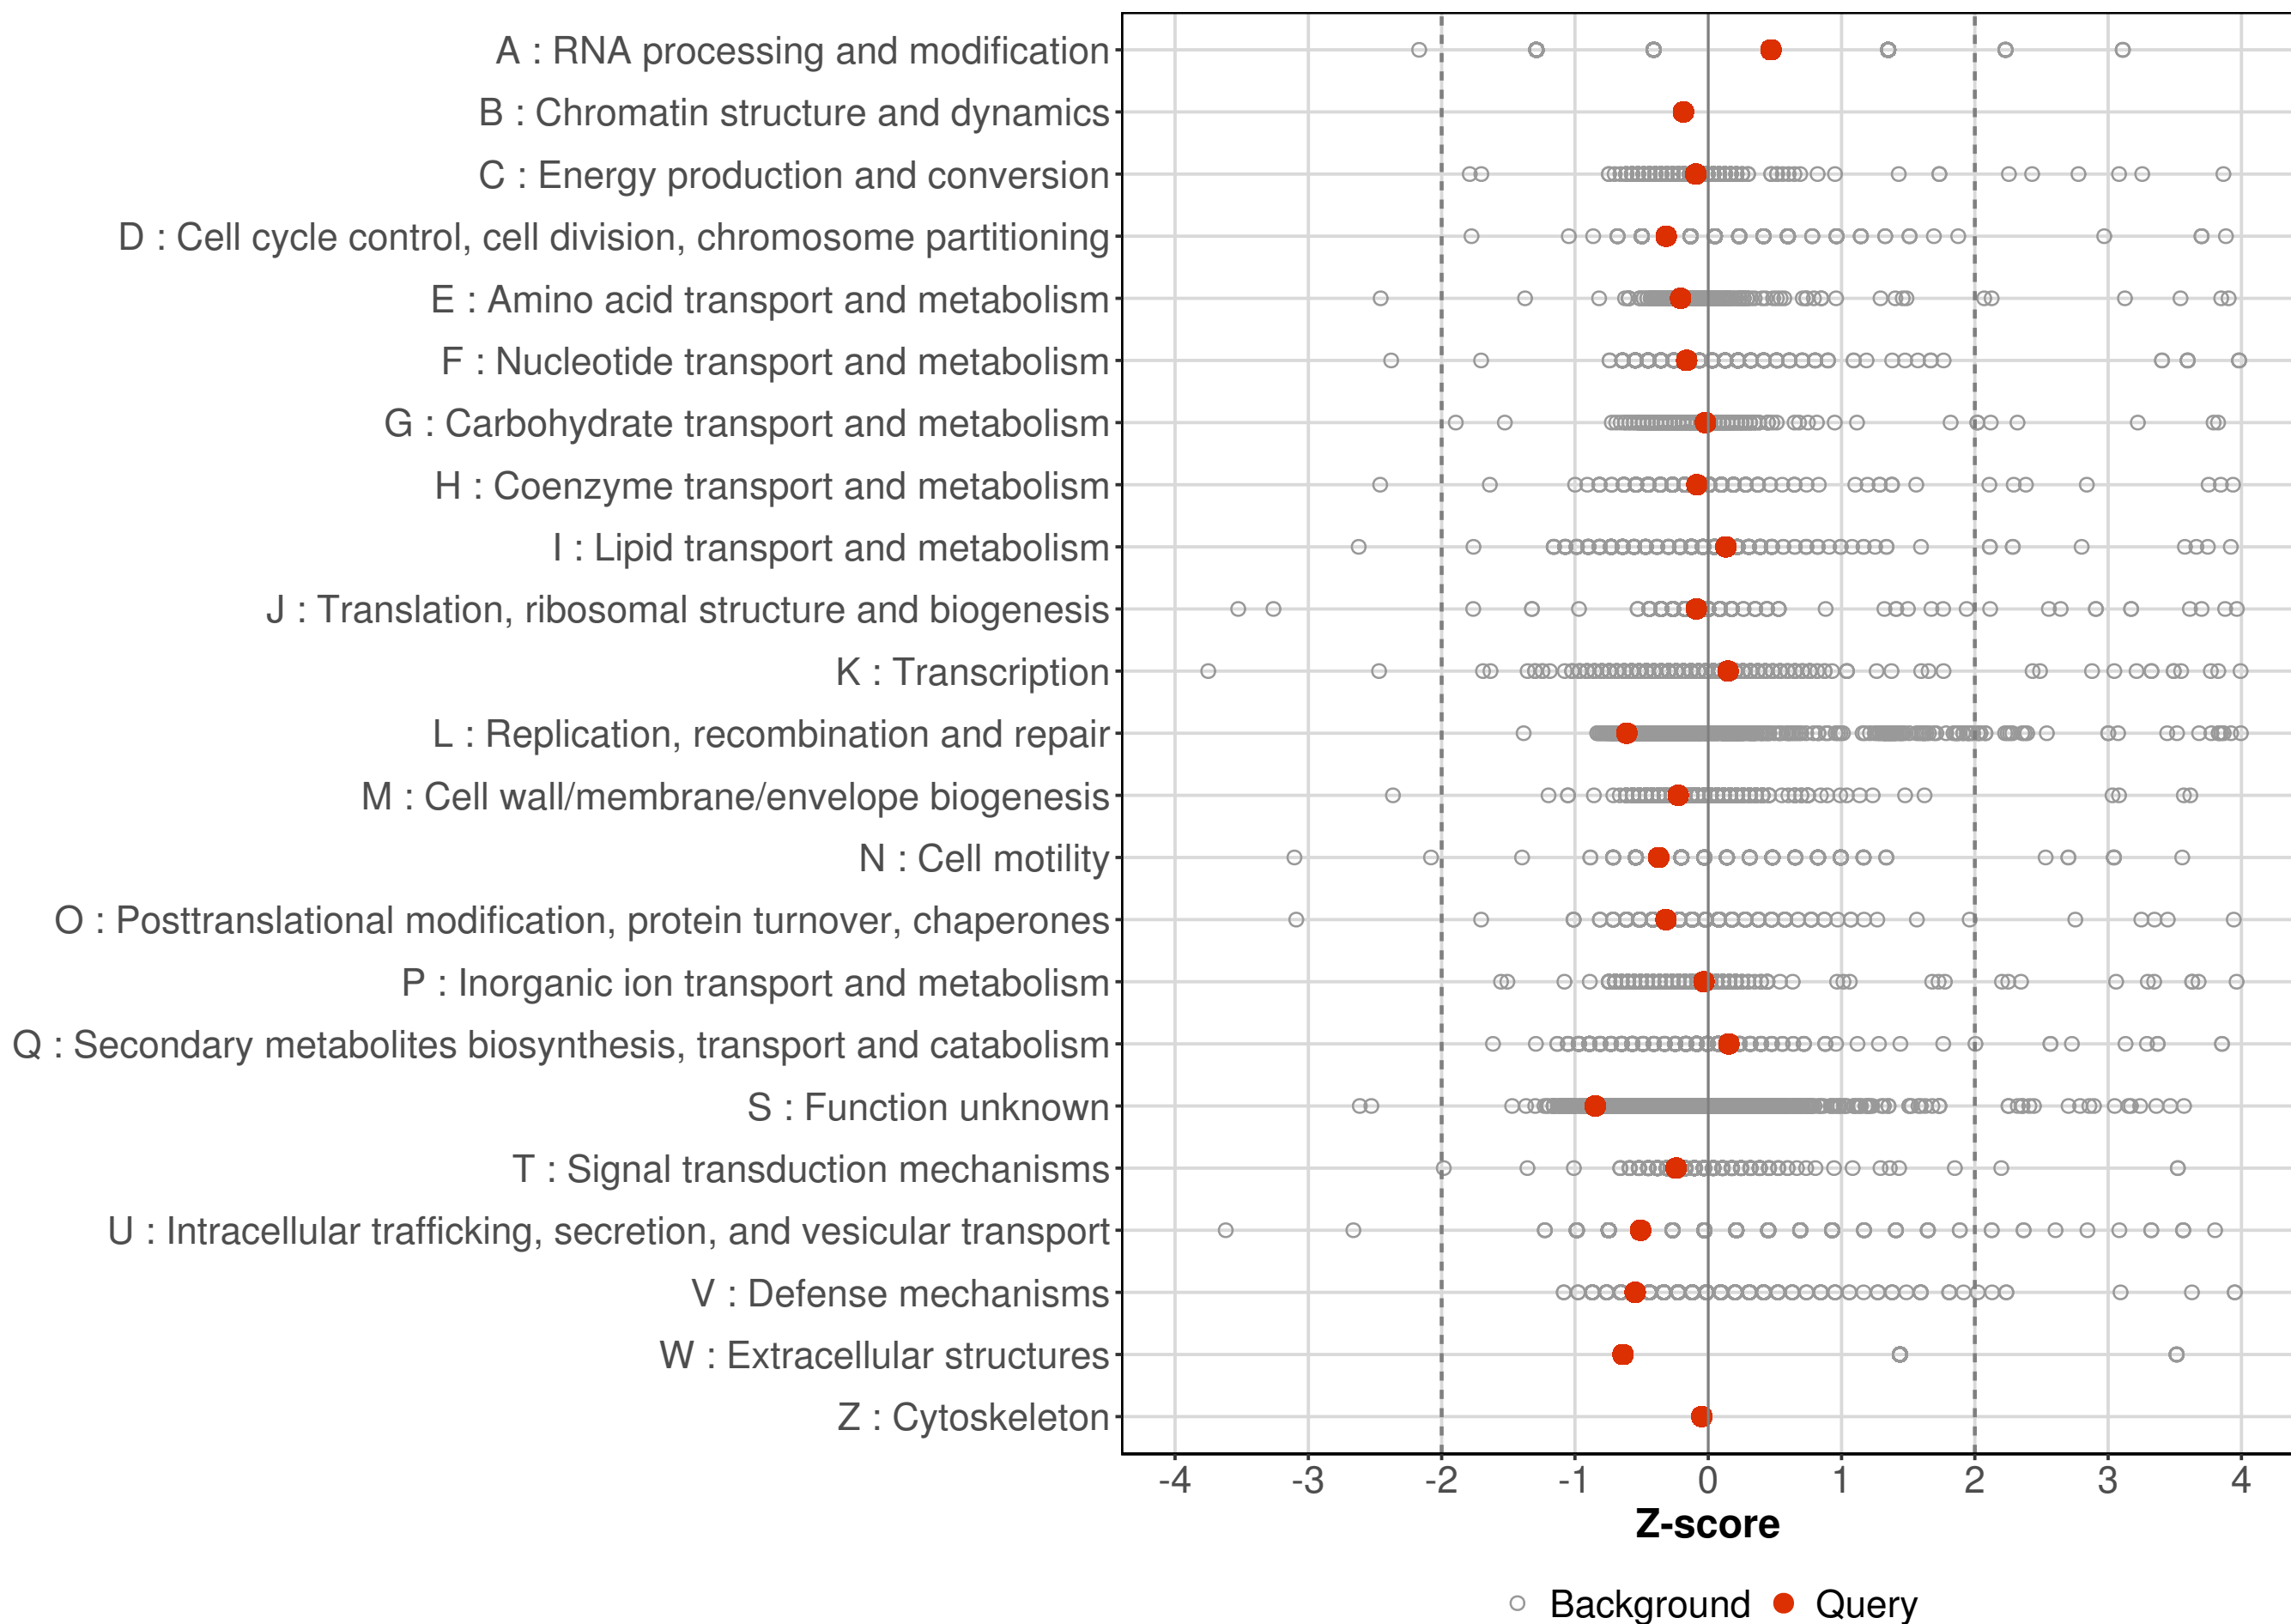 A : RNA processing and modification
B : Chromatin structure and dynamics
C : Energy production and conversion
D : Cell cycle control, cell division, chromosome partitioning
E : Amino acid transport and metabolism
F : Nucleotide transport and metabolism
G : Carbohydrate transport and metabolism
H : Coenzyme transport and metabolism
I : Lipid transport and metabolism
J : Translation, ribosomal structure and biogenesis
K : Transcription
L : Replication, recombination and repair
M : Cell wall/membrane/envelope biogenesis
N : Cell motility
O : Posttranslational modification, protein turnover, chaperones
P : Inorganic ion transport and metabolism
Q : Secondary metabolites biosynthesis, transport and catabolism
S : Function unknown
T : Signal transduction mechanisms
U : Intracellular trafficking, secretion, and vesicular transport
V : Defense mechanisms
W : Extracellular structures
Z : Cytoskeleton
-4 -3 -2 -1 0 1 2 3 4
Z-score
Background Query